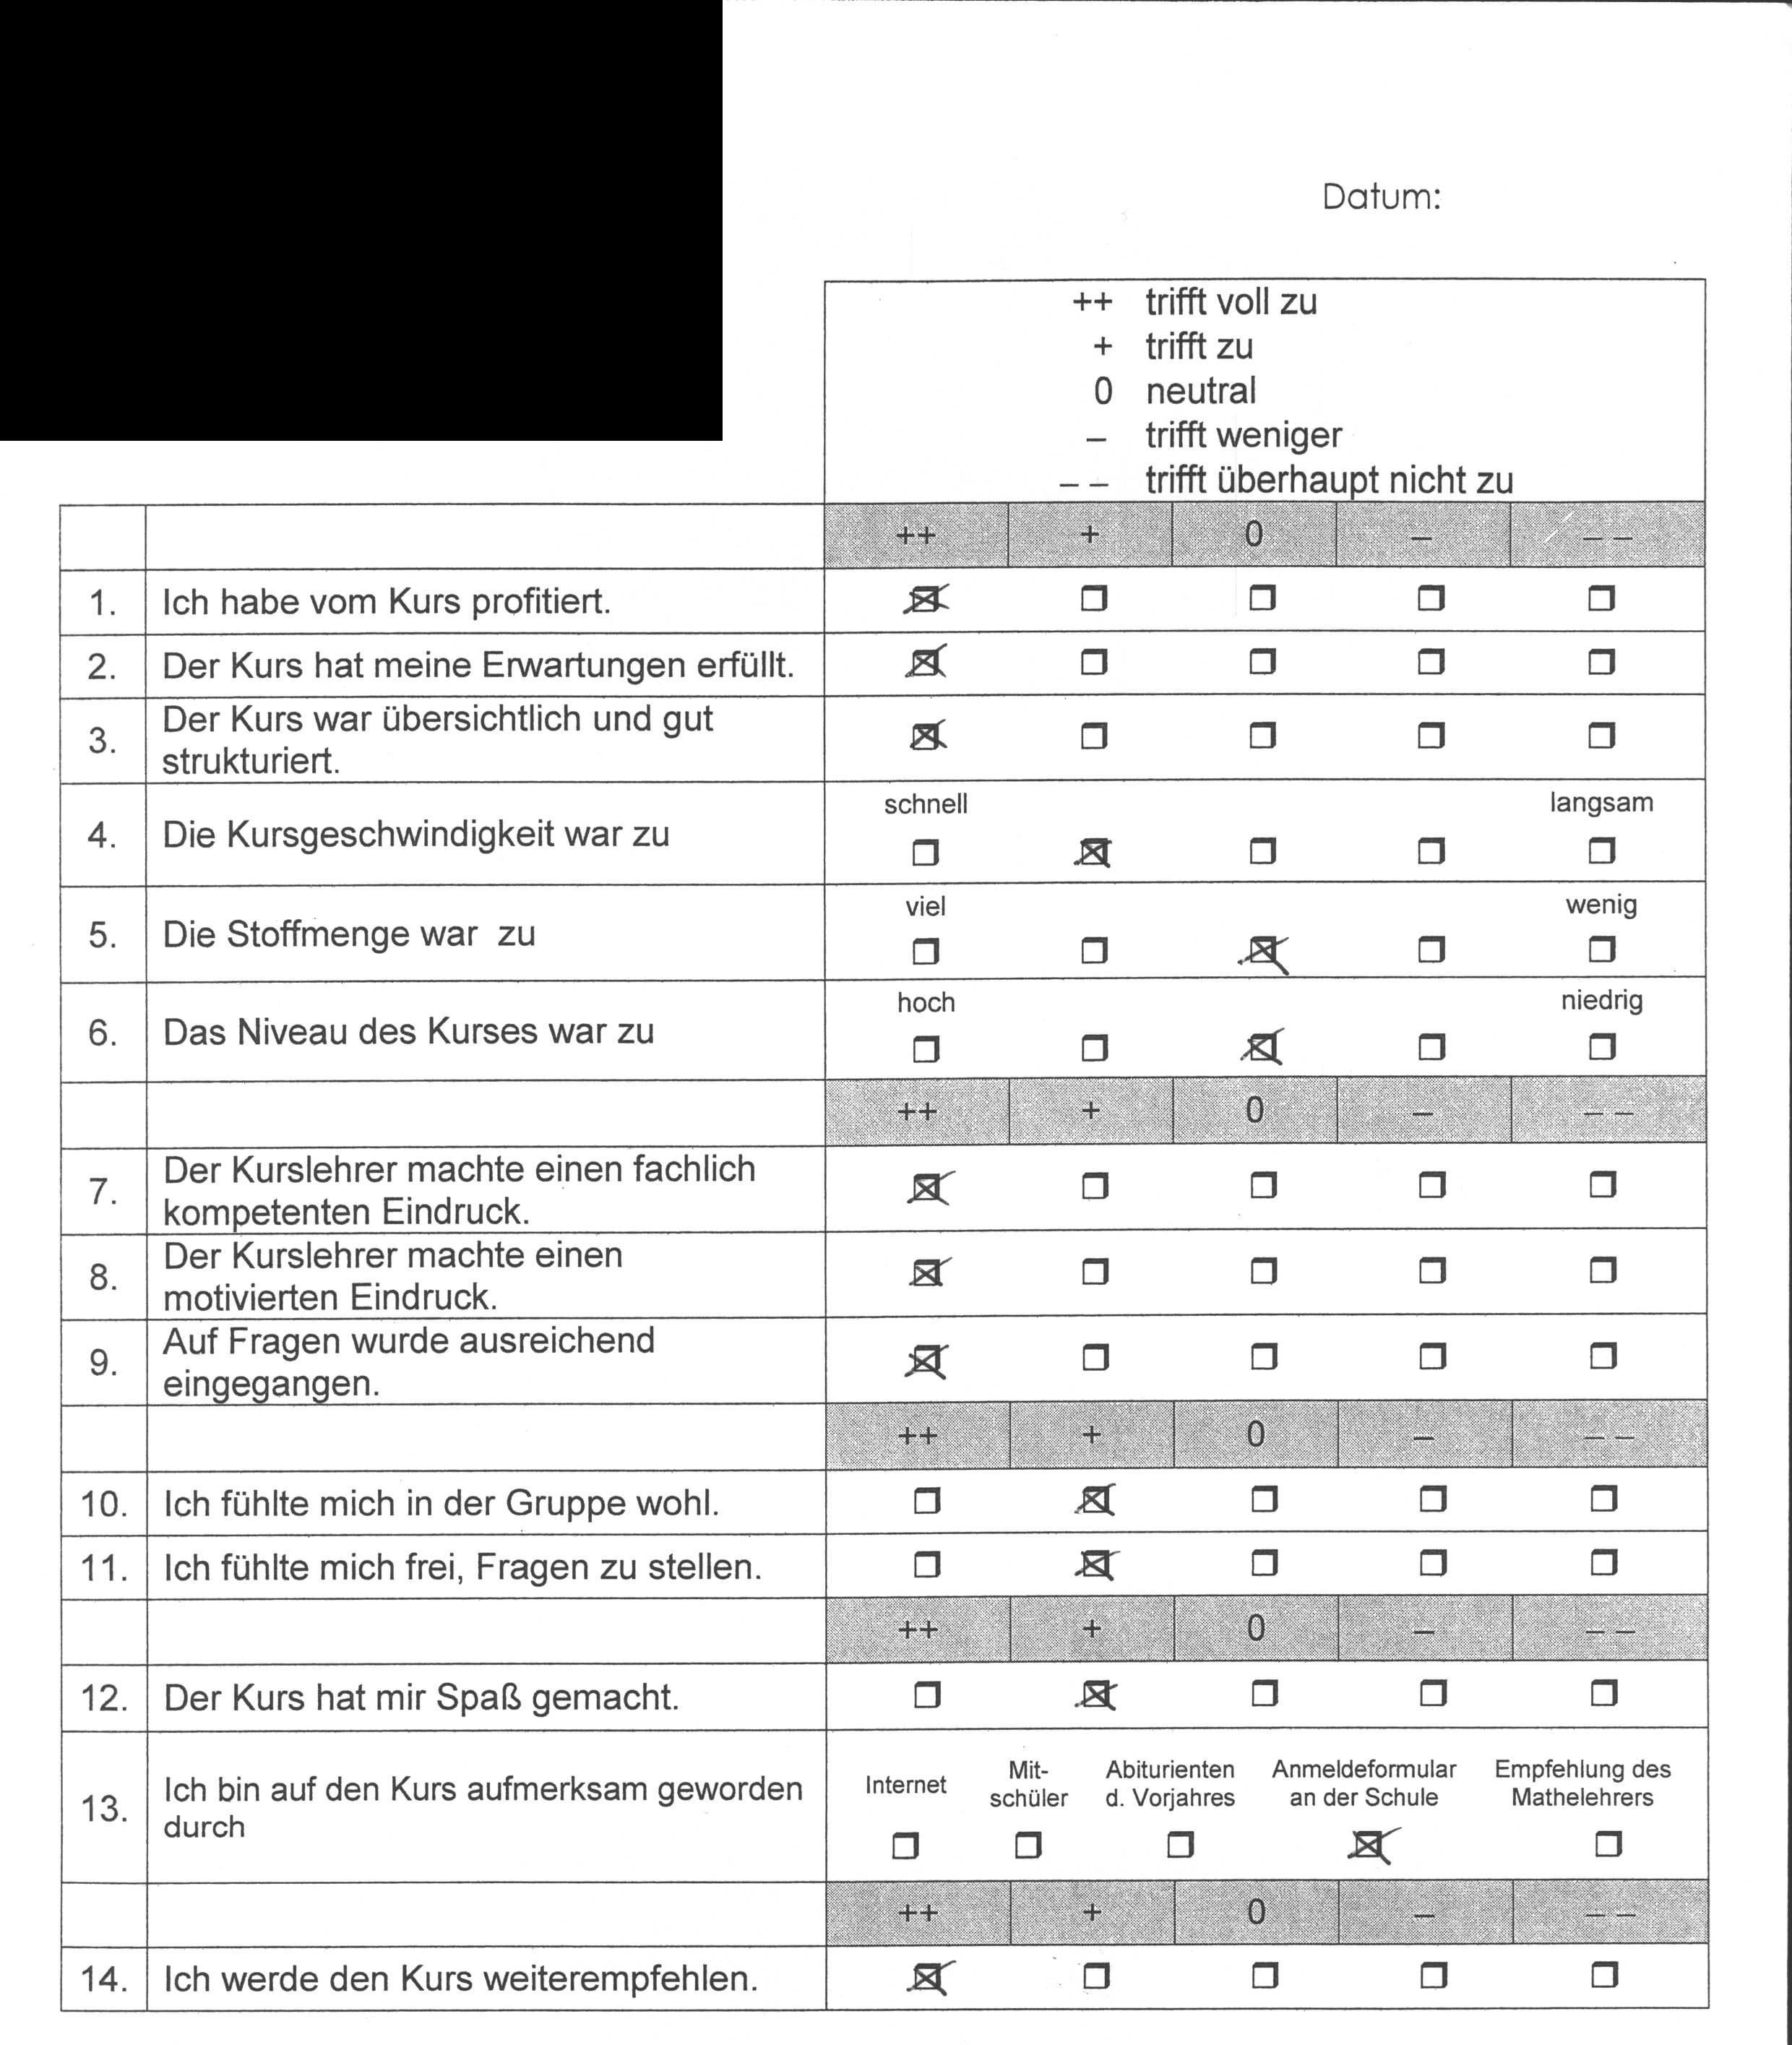 Datum:
++ trifft voll zu
+ trifft zu
0 neutral
– trifft weniger
– – trifft überhaupt nicht zu
++ + 0 – – –
1. Ich habe vom Kurs profitiert.
2. Der Kurs hat meine Erwartungen erfüllt.
3. Der Kurs war übersichtlich und gut
strukturiert.
schnell langsam
4. Die Kursgeschwindigkeit war zu
viel wenig
5. Die Stoffmenge war zu
hoch niedrig
6. Das Niveau des Kurses war zu
++ + 0 – – –
7. Der Kurslehrer machte einen fachlich
kompetenten Eindruck.
8. Der Kurslehrer machte einen
motivierten Eindruck.
9. Auf Fragen wurde ausreichend
eingegangen.
++ + 0 – – –
10. Ich fühlte mich in der Gruppe wohl.
11. Ich fühlte mich frei, Fragen zu stellen.
++ + 0 – – –
12. Der Kurs hat mir Spaß gemacht.
13. Ich bin auf den Kurs aufmerksam geworden
durch
Internet
Mit-
schüler
Abiturienten
d. Vorjahres
Anmeldeformular
an der Schule
Empfehlung des
Mathelehrers
++ + 0 – – –
14. Ich werde den Kurs weiterempfehlen.